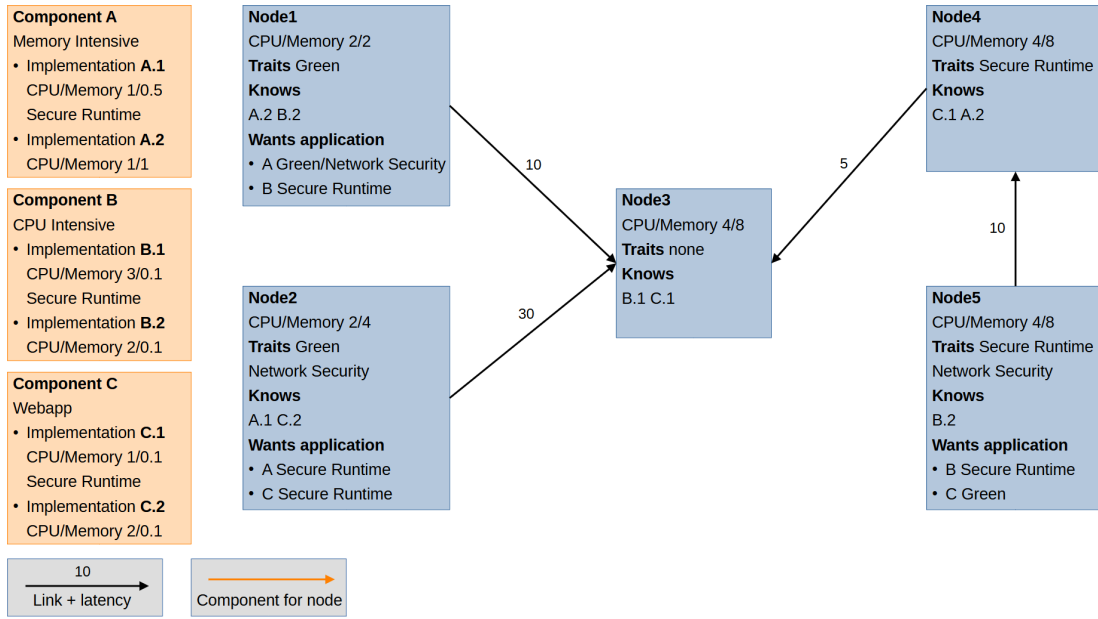 Component A
Memory Intensive
• Implementation A.1
CPU/Memory 1/0.5
Secure Runtime
• Implementation A.2
CPU/Memory 1/1
Component B
CPU Intensive
• Implementation B.1
CPU/Memory 3/0.1
Secure Runtime
• Implementation B.2
CPU/Memory 2/0.1
Component C
Webapp
• Implementation C.1
CPU/Memory 1/0.1
Secure Runtime
• Implementation C.2
CPU/Memory 2/0.1
Node1
CPU/Memory 2/2
Traits Green
Knows
A.2 B.2
Wants application
• A Green/Network Security
• B Secure Runtime
Node2
CPU/Memory 2/4
Traits Green
Network Security
Knows
A.1 C.2
Wants application
• A Secure Runtime
• C Secure Runtime
10
30
Node3
CPU/Memory 4/8
Traits none
Knows
B.1 C.1
5
10
Node4
CPU/Memory 4/8
Traits Secure Runtime
Knows
C.1 A.2
Node5
CPU/Memory 4/8
Traits Secure Runtime
Network Security
Knows
B.2
Wants application
• B Secure Runtime
• C Green
10
Link + latency
Component for node